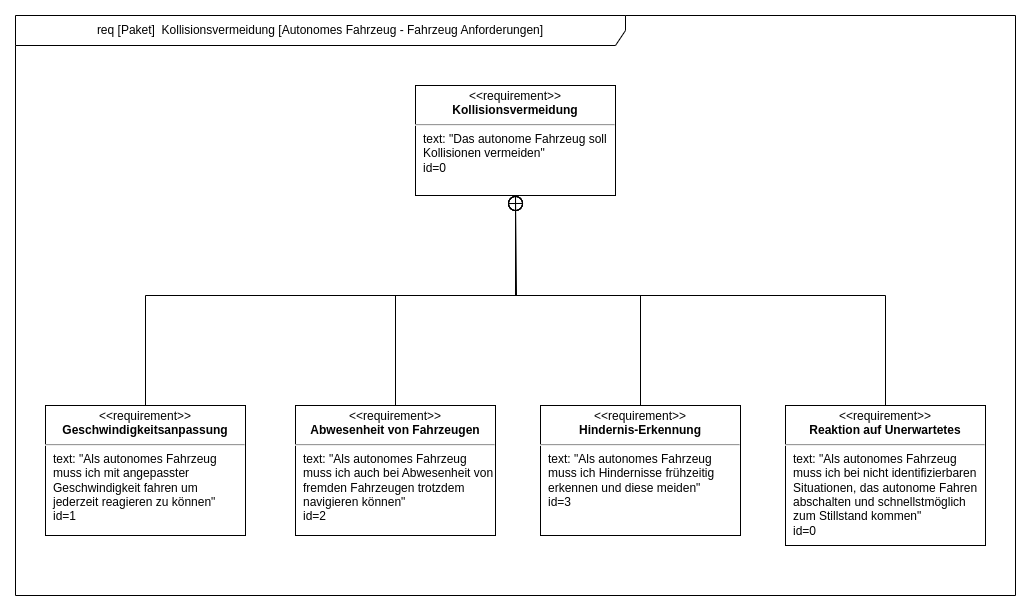 req [Paket]  Kollisionsvermeidung [Autonomes Fahrzeug - Fahrzeug Anforderungen]
<<requirement>>
Kollisionsvermeidung
text: "Das autonome Fahrzeug soll
Kollisionen vermeiden"
id=0
<<requirement>>
Geschwindigkeitsanpassung
text: "Als autonomes Fahrzeug
muss ich mit angepasster
Geschwindigkeit fahren um
jederzeit reagieren zu können"
id=1
<<requirement>>
Abwesenheit von Fahrzeugen
text: "Als autonomes Fahrzeug
muss ich auch bei Abwesenheit von
fremden Fahrzeugen trotzdem
navigieren können"
id=2
<<requirement>>
Hindernis-Erkennung
text: "Als autonomes Fahrzeug
muss ich Hindernisse frühzeitig
erkennen und diese meiden"
id=3
<<requirement>>
Reaktion auf Unerwartetes
text: "Als autonomes Fahrzeug
muss ich bei nicht identifizierbaren
Situationen, das autonome Fahren
abschalten und schnellstmöglich
zum Stillstand kommen"
id=0